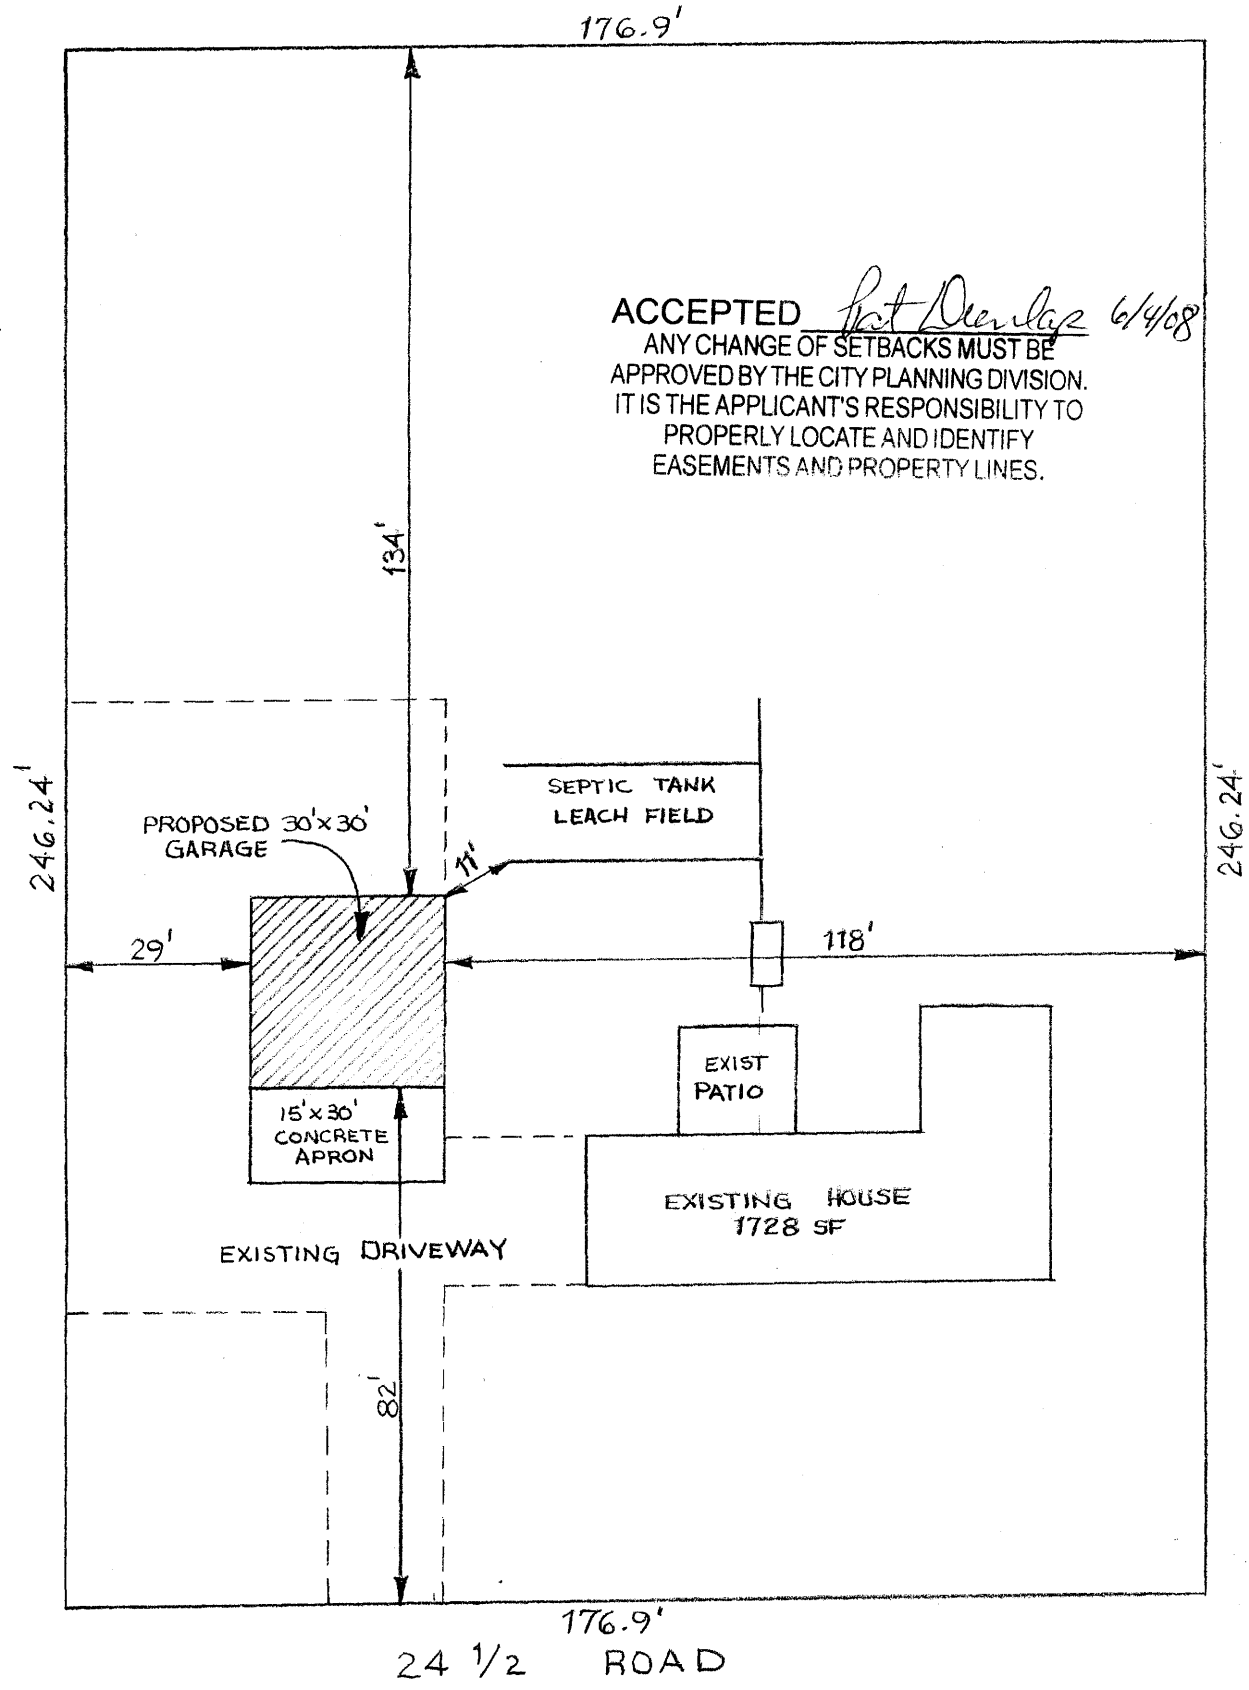 176.9'
ACCEPTED Pat Dunlap 6/4/08
ANY CHANGE OF SETBACKS MUST BE
APPROVED BY THE CITY PLANNING DIVISION.
IT IS THE APPLICANT'S RESPONSIBILITY TO
PROPERLY LOCATE AND IDENTIFY
EASEMENTS AND PROPERTY LINES.
134'
246.24'
246.24'
SEPTIC TANK
LEACH FIELD
PROPOSED 30'x30'
GARAGE
11'
29'
118'
EXIST
PATIO
15'x30'
CONCRETE
APRON
EXISTING HOUSE
1728 SF
EXISTING DRIVEWAY
82'
176.9'
24 1/2 ROAD